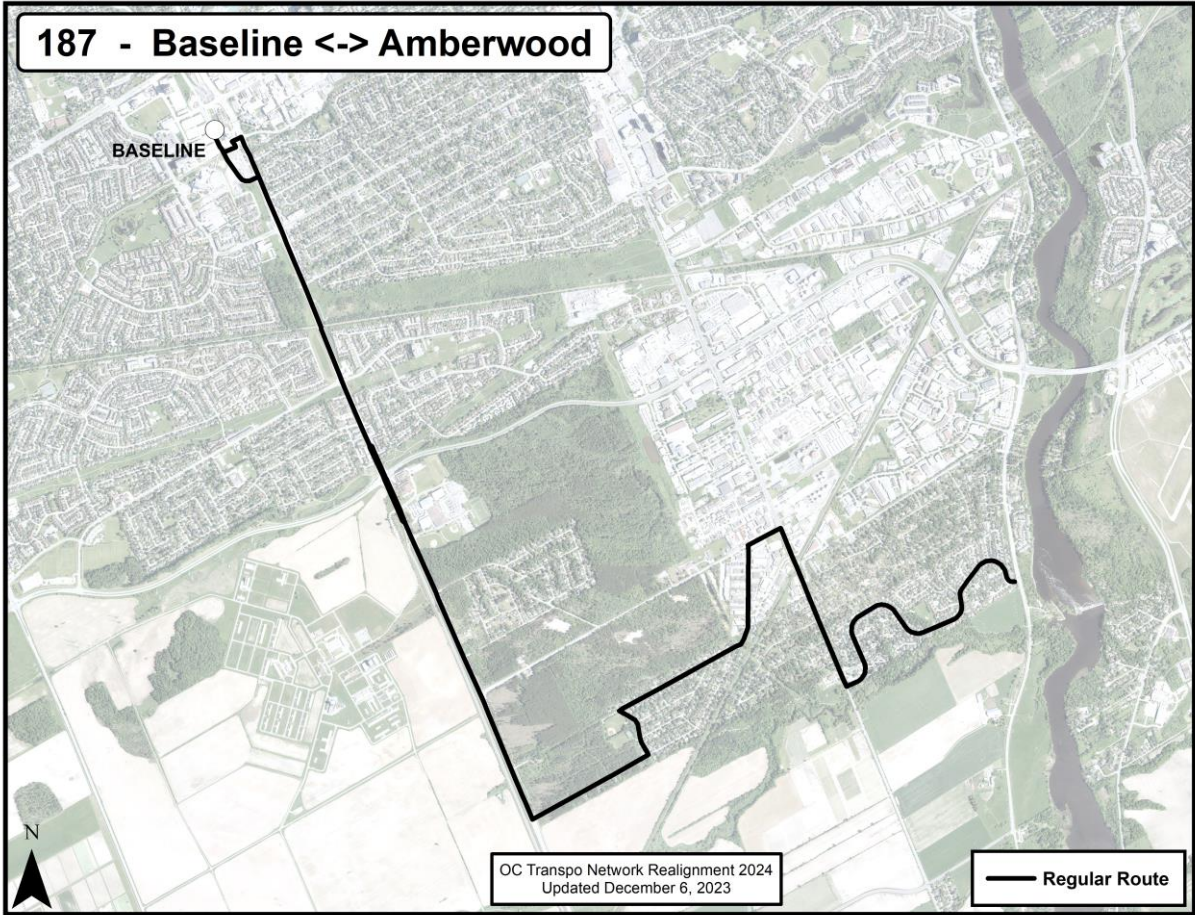 187 - Baseline <-> Amberwood
BASELINE
N
OC Transpo Network Realignment 2024
Updated December 6, 2023
Regular Route